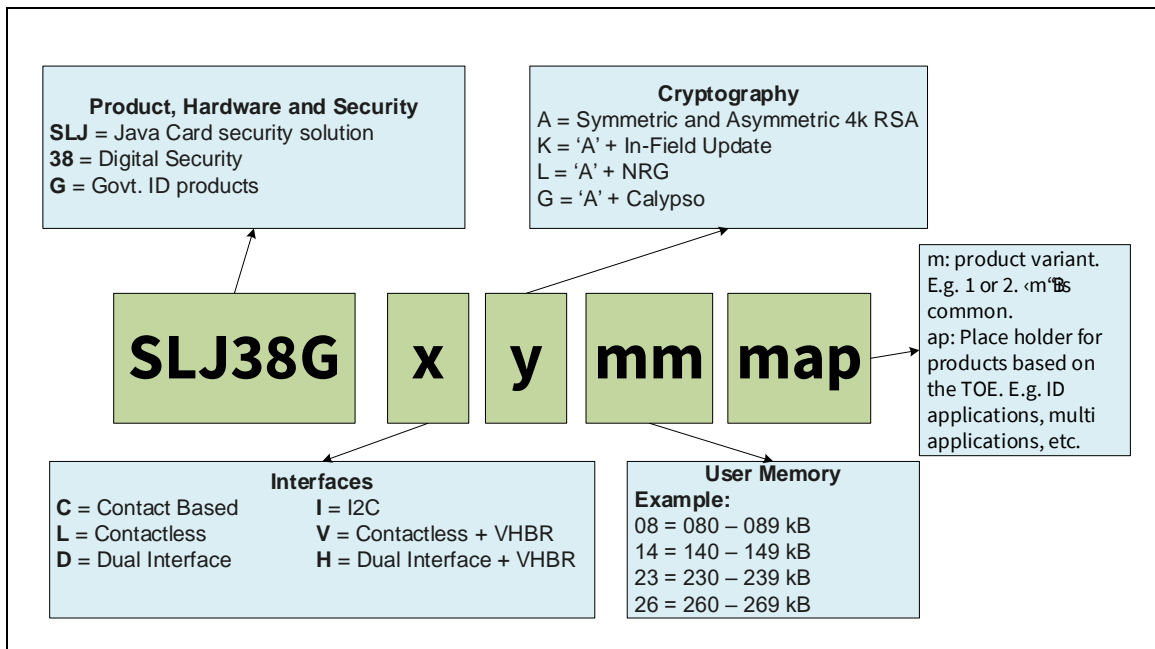 Product, Hardware and Security
SLJ = Java Card security solution
38 = Digital Security
G = Govt. ID products
Cryptography
A = Symmetric and Asymmetric 4k RSA
K = ‘A’ + In-Field Update
L = ‘A’ + NRG
G = ‘A’ + Calypso
SLJ38G x y mm map
m: product variant.
E.g. 1 or 2. is
common.
ap: Place holder for
products based on
the TOE. E.g. ID
applications, multi
applications, etc.
Interfaces
C = Contact Based I = I2C
L = Contactless V = Contactless + VHBR
D = Dual Interface H = Dual Interface + VHBR
User Memory
Example:
08 = 080 – 089 kB
14 = 140 – 149 kB
23 = 230 – 239 kB
26 = 260 – 269 kB